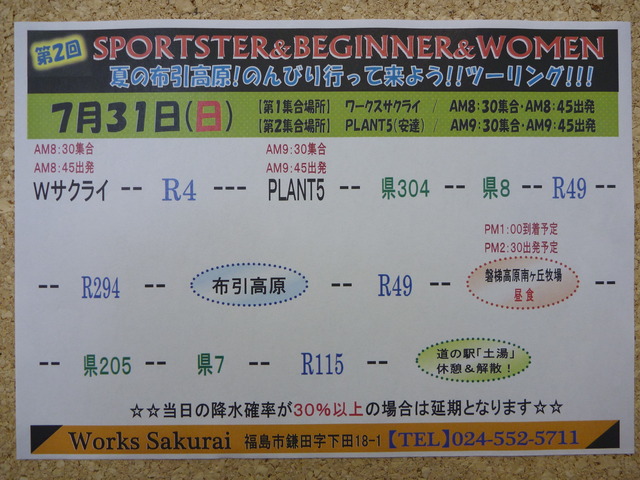 第2回 SPORTSTER&BEGINNER&WOMEN
夏の布引高原!のんびり行って来よう!!ツーリング!!!
7月31日(日) 【第1集合場所】 ワークスサクライ / AM8:30集合・AM8:45出発
【第2集合場所】 PLANT5(安達) / AM9:30集合・AM9:45出発
AM8:30集合 AM9:30集合
AM8:45出発 AM9:45出発
Wサクライ -- R4 --- PLANT5 -- 県304 -- 県8 -- R49 --
PM1:00到着予定
PM2:30出発予定
-- R294 -- 布引高原 -- R49 -- 磐梯高原南ヶ丘牧場 --
昼食
-- 県205 -- 県7 -- R115 -- 道の駅「土湯」
休憩&解散!
☆☆当日の降水確率が30%以上の場合は延期となります☆☆
Works Sakurai 福島市鎌田字下田18-1 【TEL】024-552-5711